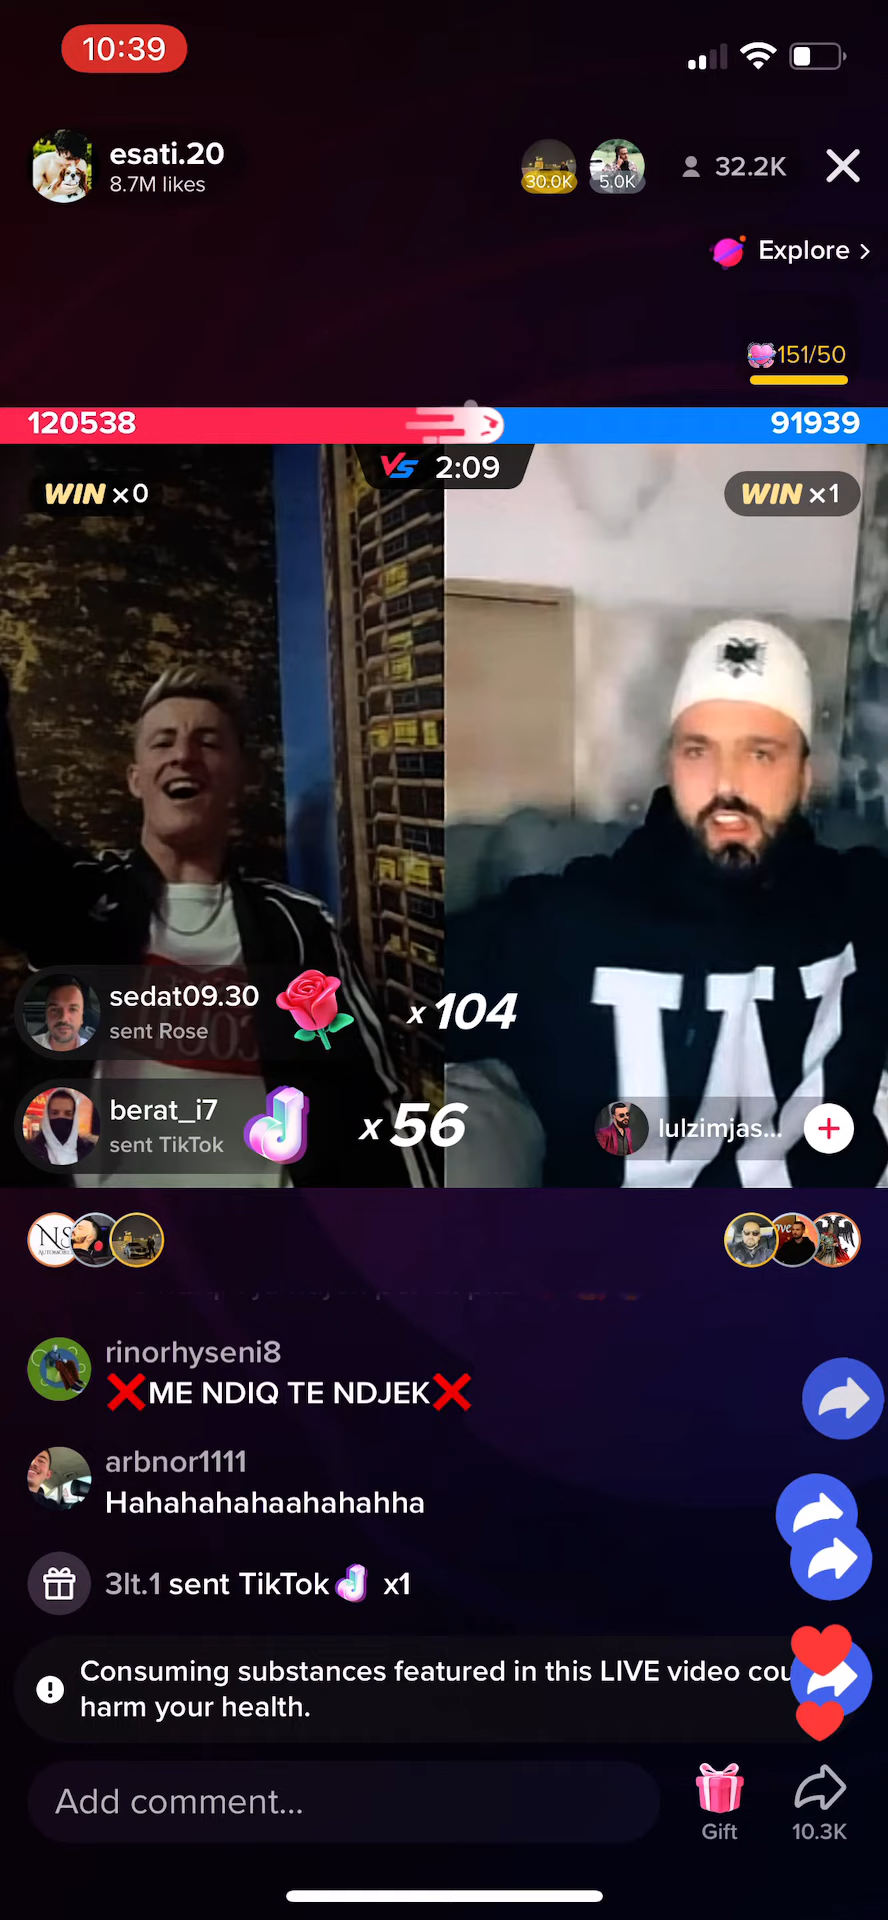 10:39
esati.20
8.7M likes
30.0K
5.0K
32.2K
Explore >
151/50
120538
91939
VS 2:09
WIN x0
WIN x1
sedat09.30
sent Rose
x 104
berat_i7
sent TikTok
x 56
W
lulzimjas...
NS
rinorhyseni8
❌ME NDIQ TE NDJEK❌
arbnor1111
Hahahahahaahahahha
3lt.1 sent TikTok x1
Consuming substances featured in this LIVE video cou
harm your health.
Add comment...
Gift
10.3K